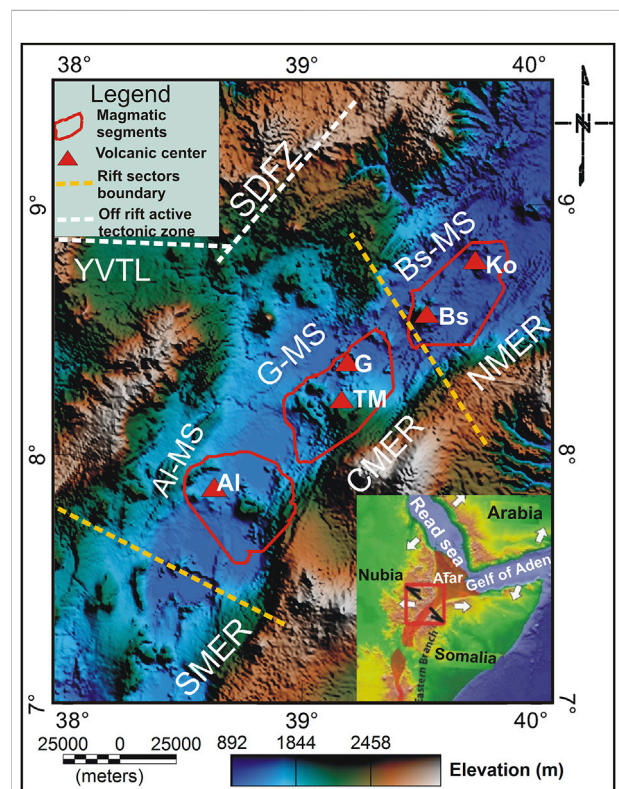 38°
39°
40°
Legend
Magmatic
segments
Volcanic center
Rift sectors
boundary
Off rift active
tectonic zone
N
SDFZ
9°
9°
YVTL
Bs-MS
Ko
Bs
NMER
G-MS
G
TM
CMER
8°
8°
Al-MS
Al
SMER
Read sea
Arabia
Nubia
Afar
Gelf of Aden
Somalia
Eastern Branch
7°
7°
38°
39°
40°
25000 0 25000
(meters)
892 1844 2458
Elevation (m)